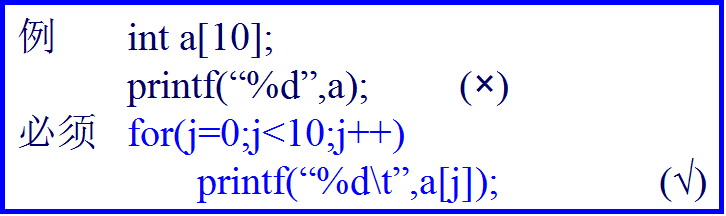 例 int a[10];
printf(“%d”,a); (×)
必须 for(j=0;j<10;j++)
printf(“%d\t”,a[j]); (√)